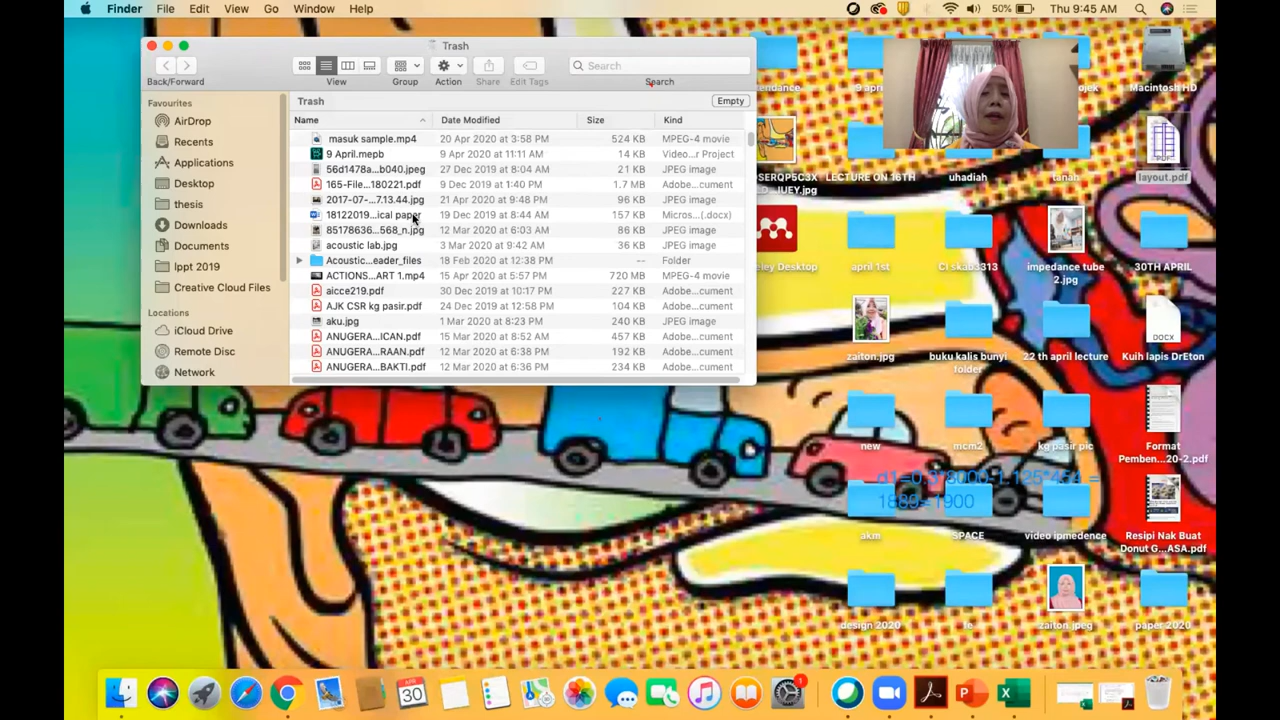 Finder File Edit View Go Window Help
50% Thu 9:45 AM
Trash
Back/Forward View Group Action Share Edit Tags Search
Search
Trash Empty
Name Date Modified Size Kind
masuk sample.mp4 20 Apr 2020 at 3:58 PM 524 KB MPEG-4 movie
9 April.mepb 9 Apr 2020 at 11:11 AM 14 KB Video...r Project
56d1478a...b040.jpeg 27 Dec 2019 at 8:04 AM 21 KB JPEG image
165-File...180221.pdf 9 Dec 2019 at 1:40 PM 1.7 MB Adobe...cument
2017-07-...7.13.44.jpg 21 Apr 2020 at 9:48 PM 456 KB JPEG image
18122019...ical paper 19 Dec 2019 at 8:44 AM 157 KB Micros...(.docx)
85178636...568_n.jpg 12 Mar 2020 at 6:03 AM 86 KB JPEG image
acoustic lab.jpg 3 Mar 2020 at 9:42 AM 36 KB JPEG image
Acoustic...eader_files 18 Feb 2020 at 12:38 PM -- Folder
ACTIONS...ART 1.mp4 15 Apr 2020 at 5:57 PM 720 MB MPEG-4 movie
30 Dec 2019 at 10:17 PM 227 KB Adobe...cument
AJK CSR kg pasir.pdf 24 Dec 2019 at 12:58 PM 104 KB Adobe...cument
aku.jpg 1 Mar 2020 at 8:23 PM 240 KB JPEG image
ANUGERA...ICAN.pdf 15 Mar 2020 at 6:39 AM 457 KB Adobe...cument
ANUGERA...RAAN.pdf 12 Mar 2020 at 6:38 PM 192 KB Adobe...cument
ANUGERA...BAKTI.pdf 12 Mar 2020 at 6:36 PM 234 KB Adobe...cument
Favourites
AirDrop
Recents
Applications
Desktop
thesis
Downloads
Documents
lppt 2019
Creative Cloud Files
Locations
iCloud Drive
Remote Disc
Network
Macintosh HD
LECTURE ON 16TH
uhadiah
tanah
layout.pdf
april 1st
CI skab3313
impedance tube 2.jpg
30TH APRIL
zaiton.jpg
buku kalis bunyi folder
22 th april lecture
DOCX
Kuih lapis DrEton
new
mcm2
kg pasir pic
Format Pemben...20-2.pdf
1889=1900
akm
SPACE
video ipmedence
Resipi Nak Buat Donut G...ASA.pdf
design 2020
fe
zaiton.jpeg
paper 2020
APR
30
1